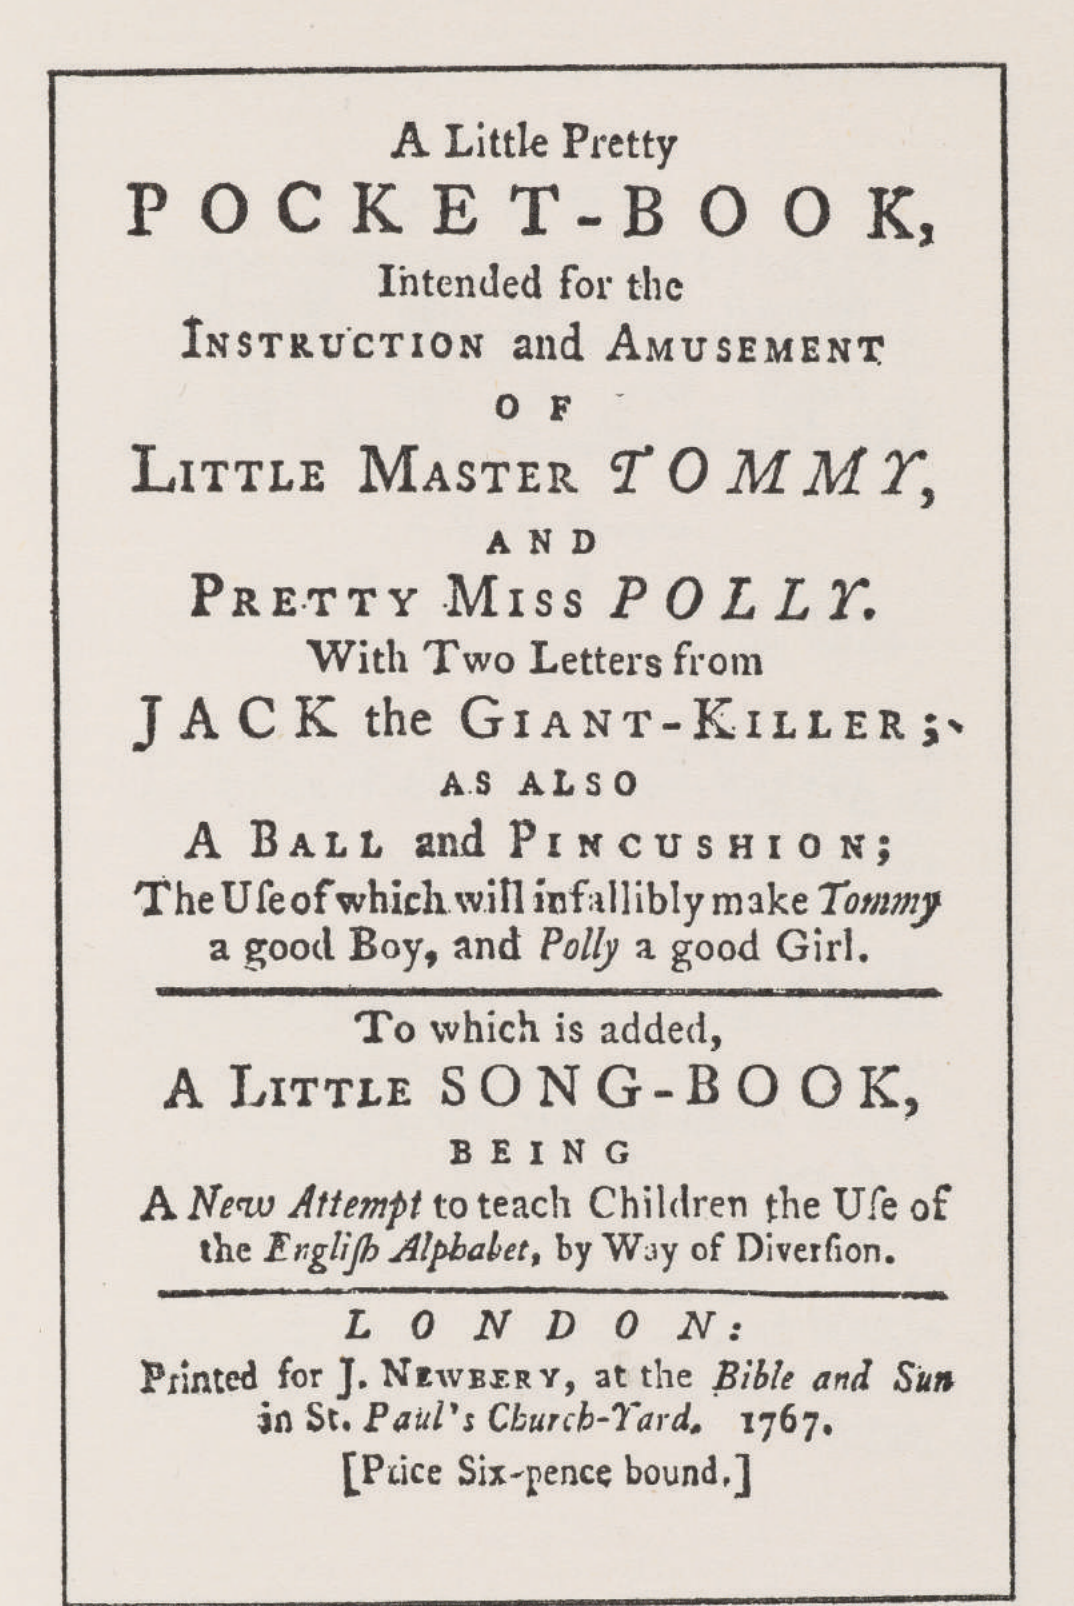 A Little Pretty
POCKET-BOOK,
Intended for the
INSTRUCTION and AMUSEMENT
OF
LITTLE MASTER TOMMY,
AND
PRETTY MISS POLLY.
With Two Letters from
JACK the GIANT-KILLER;
AS ALSO
A BALL and PINCUSHION;
The Uſe of which will infallibly make Tommy
a good Boy, and Polly a good Girl.
To which is added,
A LITTLE SONG-BOOK,
BEING
A New Attempt to teach Children the Uſe of
the Engliſh Alphabet, by Way of Diverſion.
LONDON:
Printed for J. NEWBERY, at the Bible and Sun
in St. Paul's Church-Yard. 1767.
[Price Six-pence bound.]